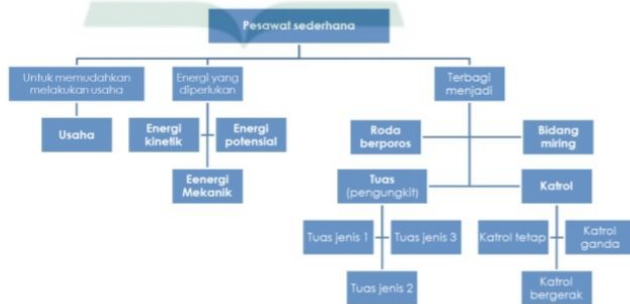 Pesawat sederhana
Untuk memudahkan
melakukan usaha
Energi yang
diperlukan
Terbagi
menjadi
Usaha
Energi
kinetik
Energi
potensial
Eenergi
Mekanik
Roda
berporos
Bidang
miring
Tuas
(pengungkit)
Katrol
Tuas jenis 1
Tuas jenis 3
Tuas jenis 2
Katrol tetap
Katrol
ganda
Katrol
bergerak